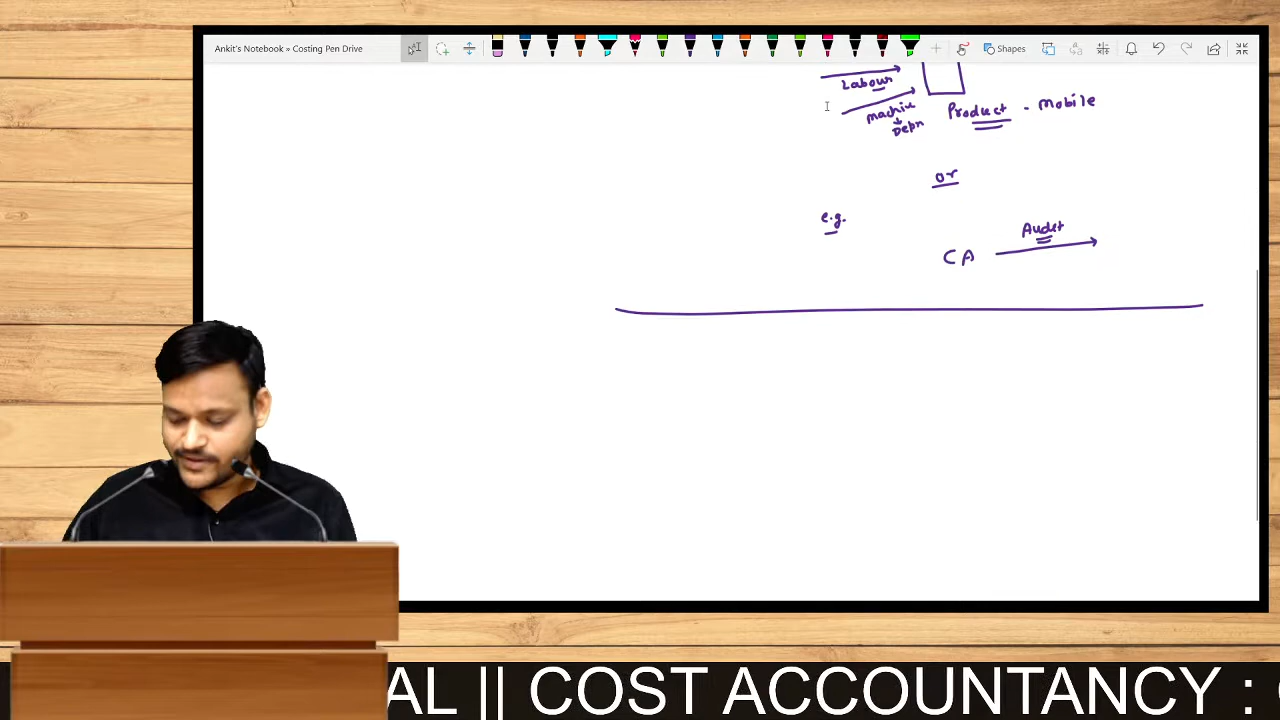 Ankit's Notebook » Costing Pen Drive
Shapes
Labour
machine
Depn
Product - Mobile
or
e.g.
Audit
CA
AL || COST ACCOUNTANCY :